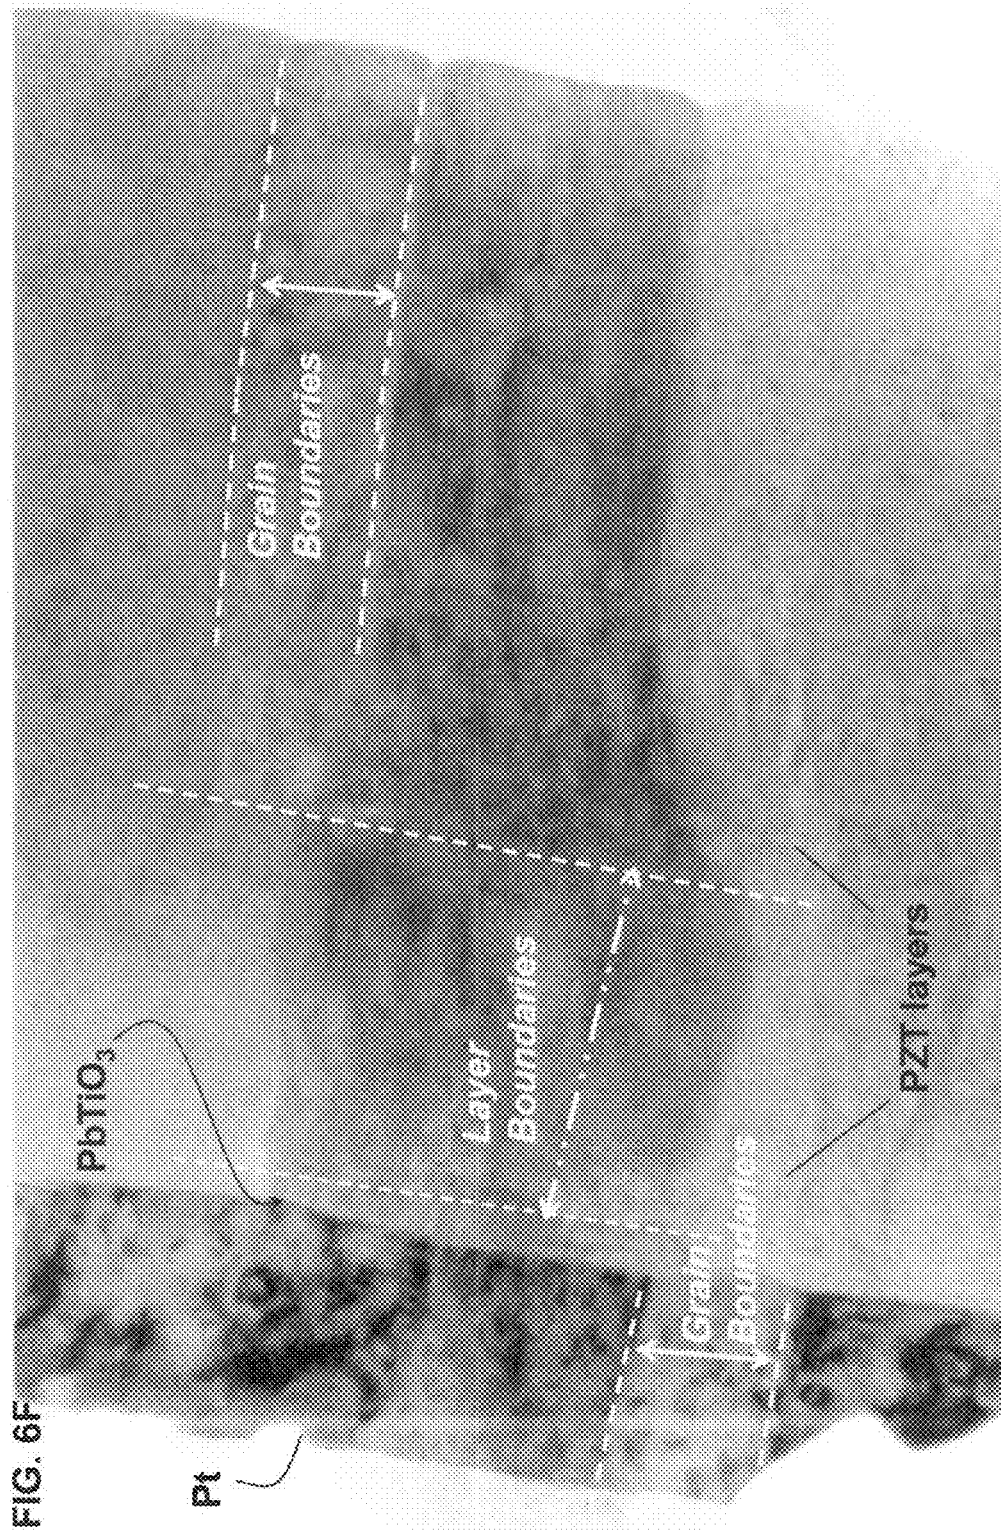 FIG. 6F
Pt
PbTiO3
Grain
Boundaries
Layer
Boundaries
Grain
Boundaries
PZT layers